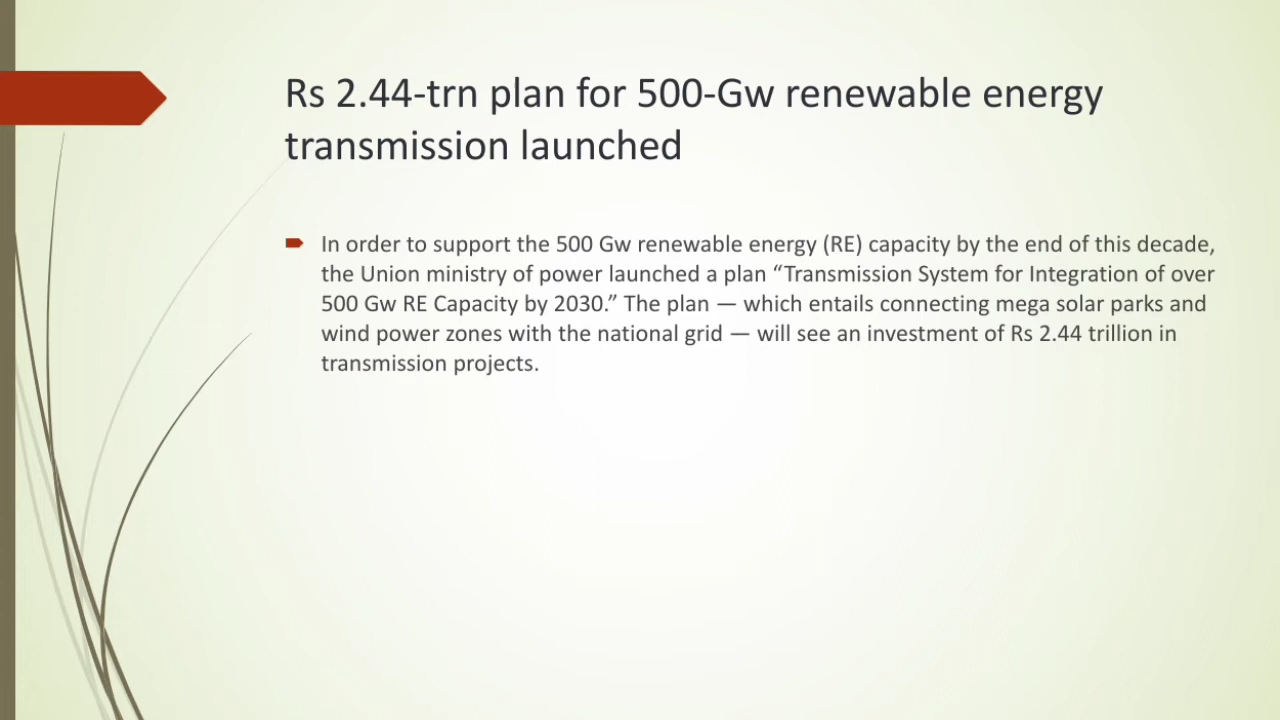 Rs 2.44-trn plan for 500-Gw renewable energy
transmission launched
In order to support the 500 Gw renewable energy (RE) capacity by the end of this decade,
the Union ministry of power launched a plan “Transmission System for Integration of over
500 Gw RE Capacity by 2030.” The plan — which entails connecting mega solar parks and
wind power zones with the national grid — will see an investment of Rs 2.44 trillion in
transmission projects.